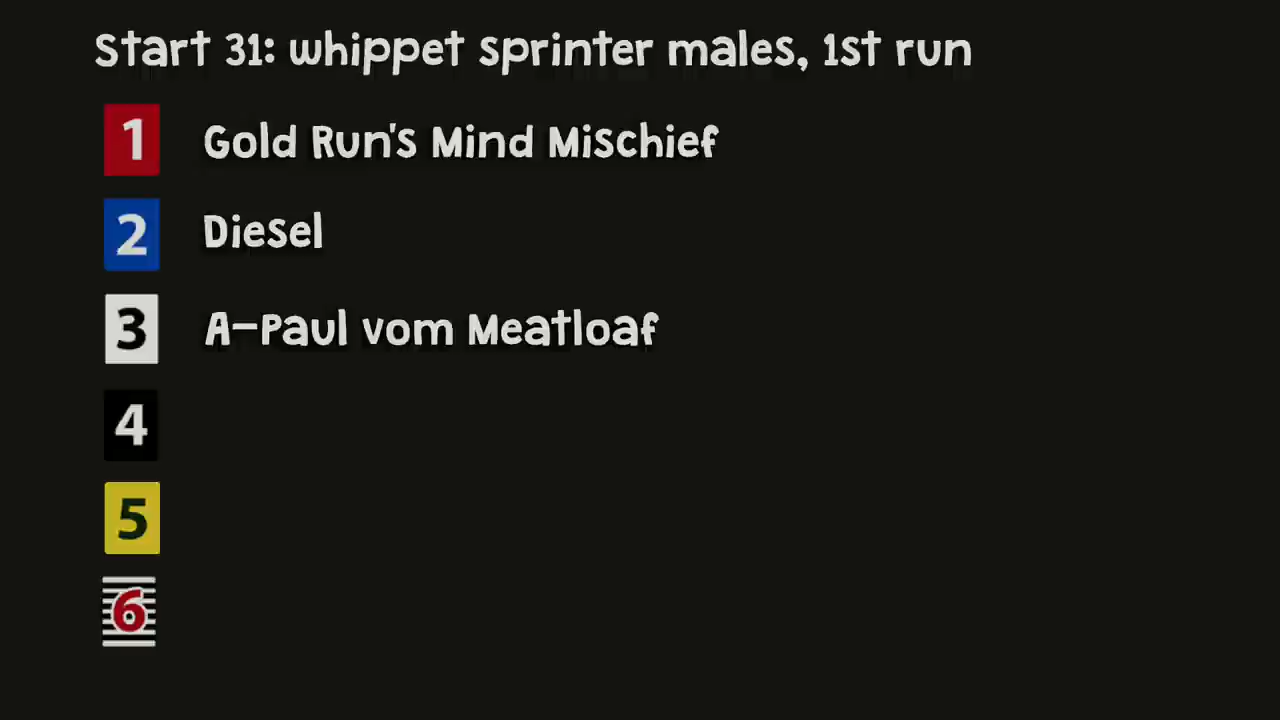 Start 31: whippet sprinter males, 1st run
1 Gold Run's Mind Mischief
2 Diesel
3 A-Paul vom Meatloaf
4
5
6